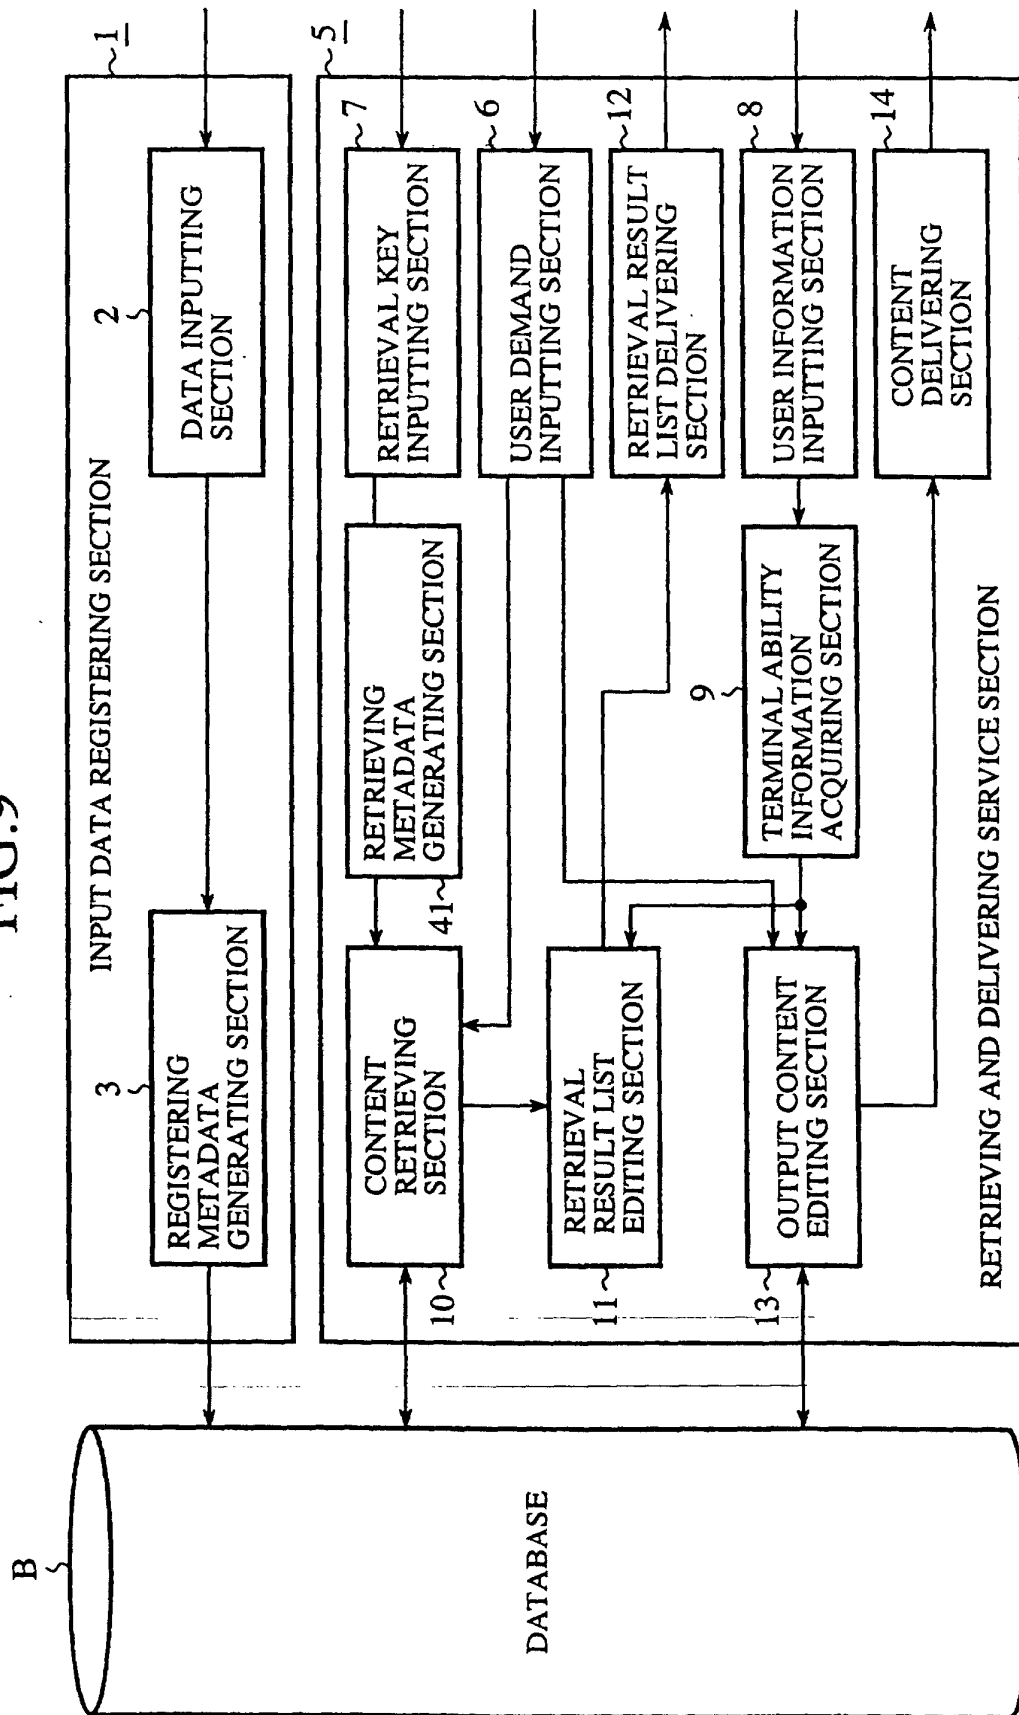 FIG.9
B
DATABASE
INPUT DATA REGISTERING SECTION
1
3
REGISTERING
METADATA
GENERATING SECTION
2
DATA INPUTTING
SECTION
5
10
CONTENT
RETRIEVING
SECTION
41
RETRIEVING
METADATA
GENERATING SECTION
7
RETRIEVAL KEY
INPUTTING SECTION
6
USER DEMAND
INPUTTING SECTION
11
RETRIEVAL
RESULT LIST
EDITING SECTION
12
RETRIEVAL RESULT
LIST DELIVERING
SECTION
13
OUTPUT CONTENT
EDITING SECTION
9
TERMINAL ABILITY
INFORMATION
ACQUIRING SECTION
8
USER INFORMATION
INPUTTING SECTION
14
CONTENT
DELIVERING
SECTION
RETRIEVING AND DELIVERING SERVICE SECTION